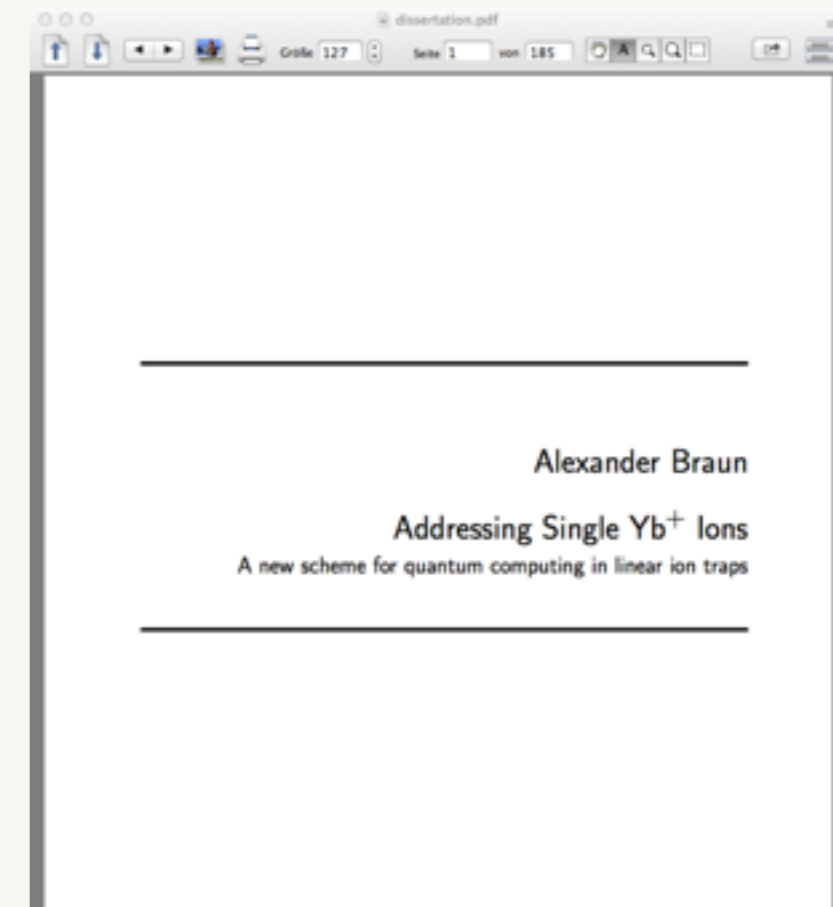 dissertation.pdf
Größe 127 Seite 1 von 185
Alexander Braun
Addressing Single Yb⁺ Ions
A new scheme for quantum computing in linear ion traps